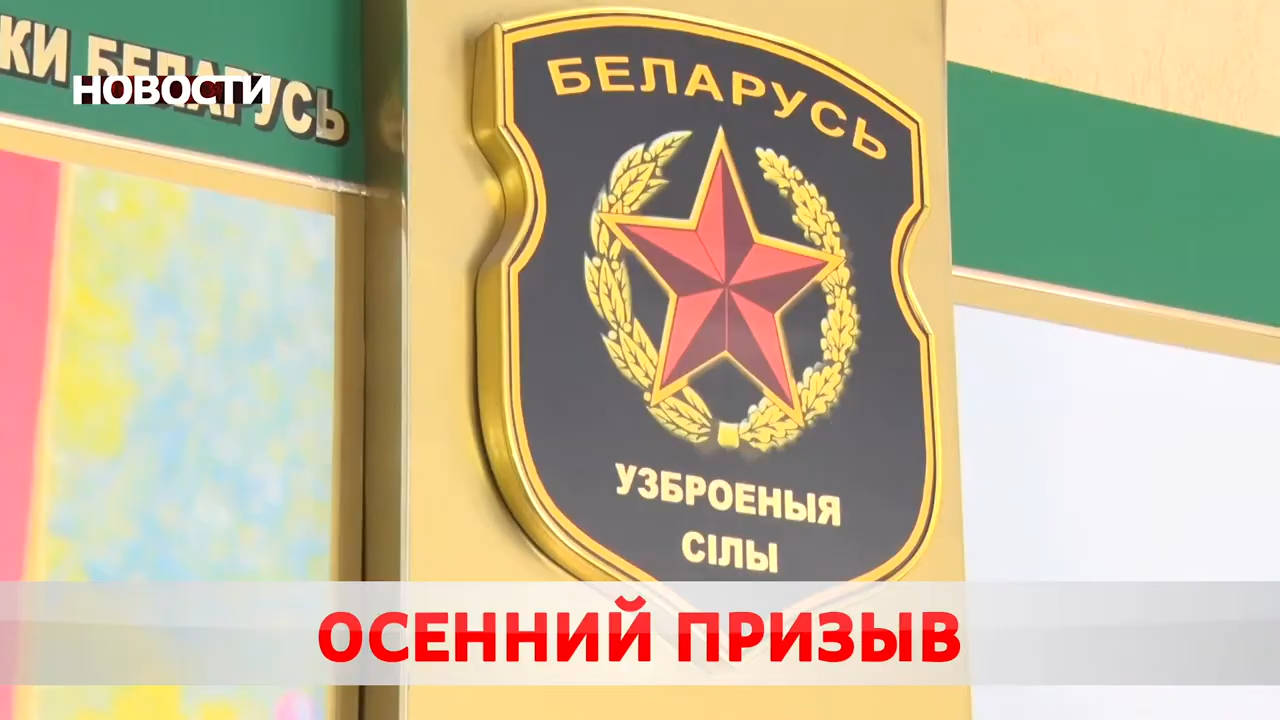 КИ БЕЛАРУСЬ
НОВОСТИ
БЕЛАРУСЬ
УЗБРОЕНЫЯ
СІЛЫ
ОСЕННИЙ ПРИЗЫВ